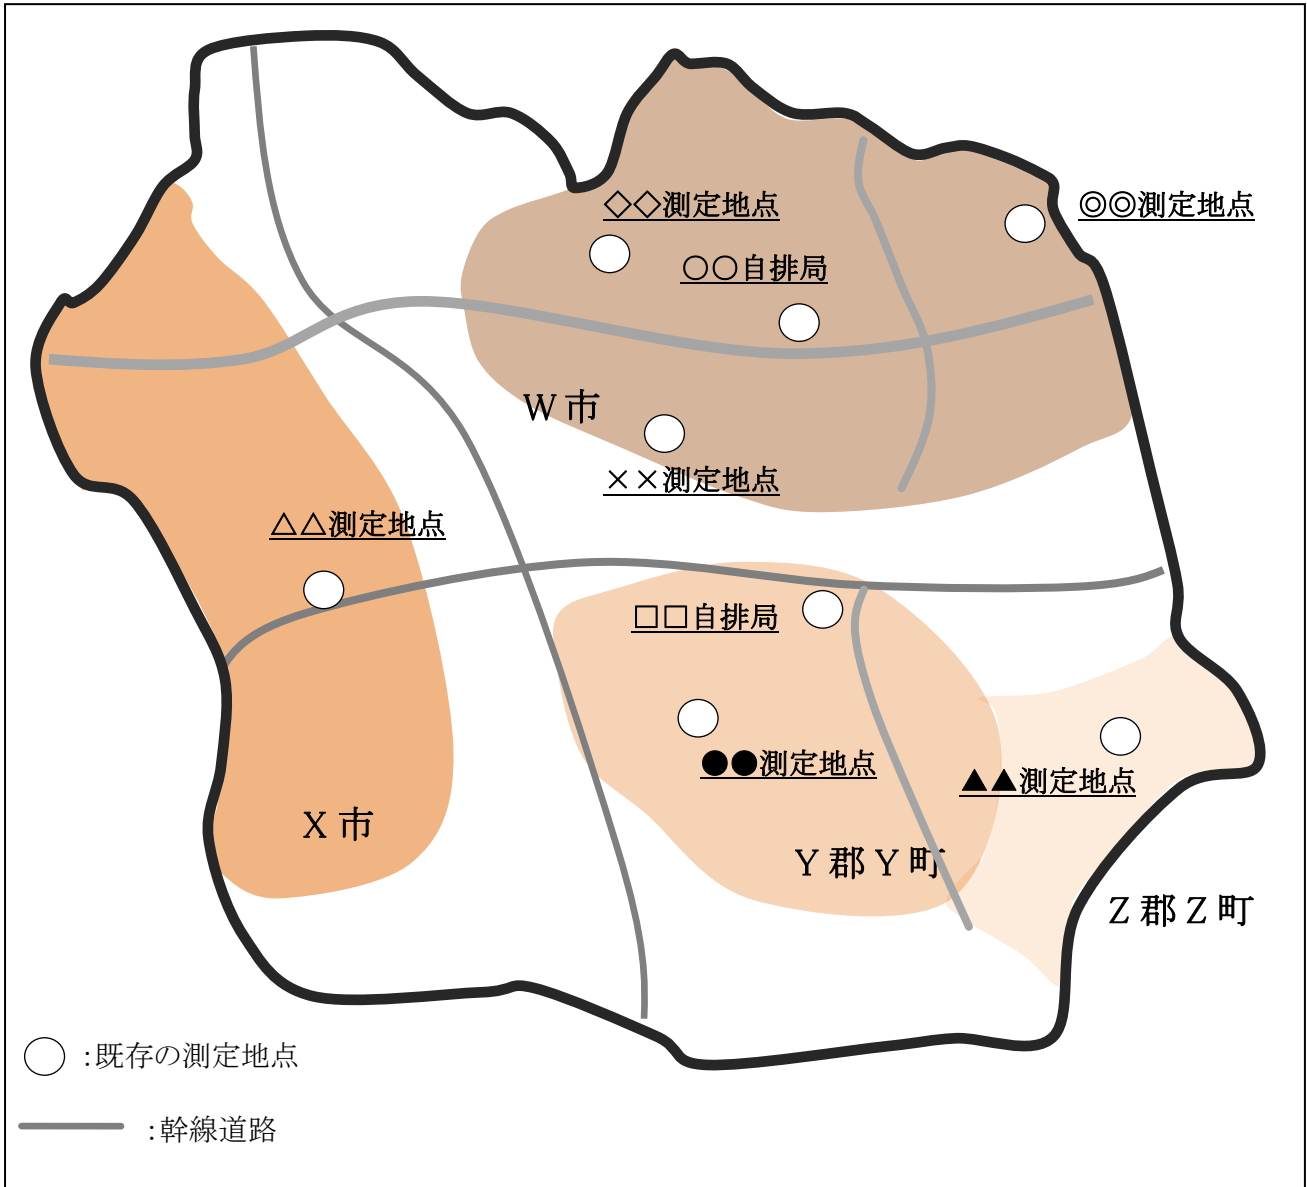 ◇◇測定地点
◎◎測定地点
○○自排局
W市
××測定地点
△△測定地点
□□自排局
●●測定地点
▲▲測定地点
X市
Y郡Y町
Z郡Z町
:既存の測定地点
:幹線道路